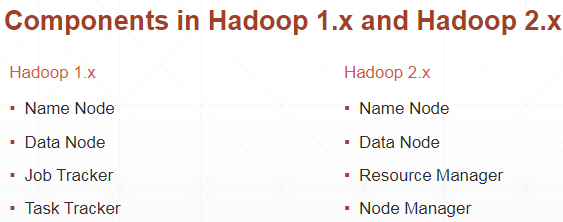 Components in Hadoop 1.x and Hadoop 2.x
Hadoop 1.x
▪ Name Node
▪ Data Node
▪ Job Tracker
▪ Task Tracker
Hadoop 2.x
▪ Name Node
▪ Data Node
▪ Resource Manager
▪ Node Manager